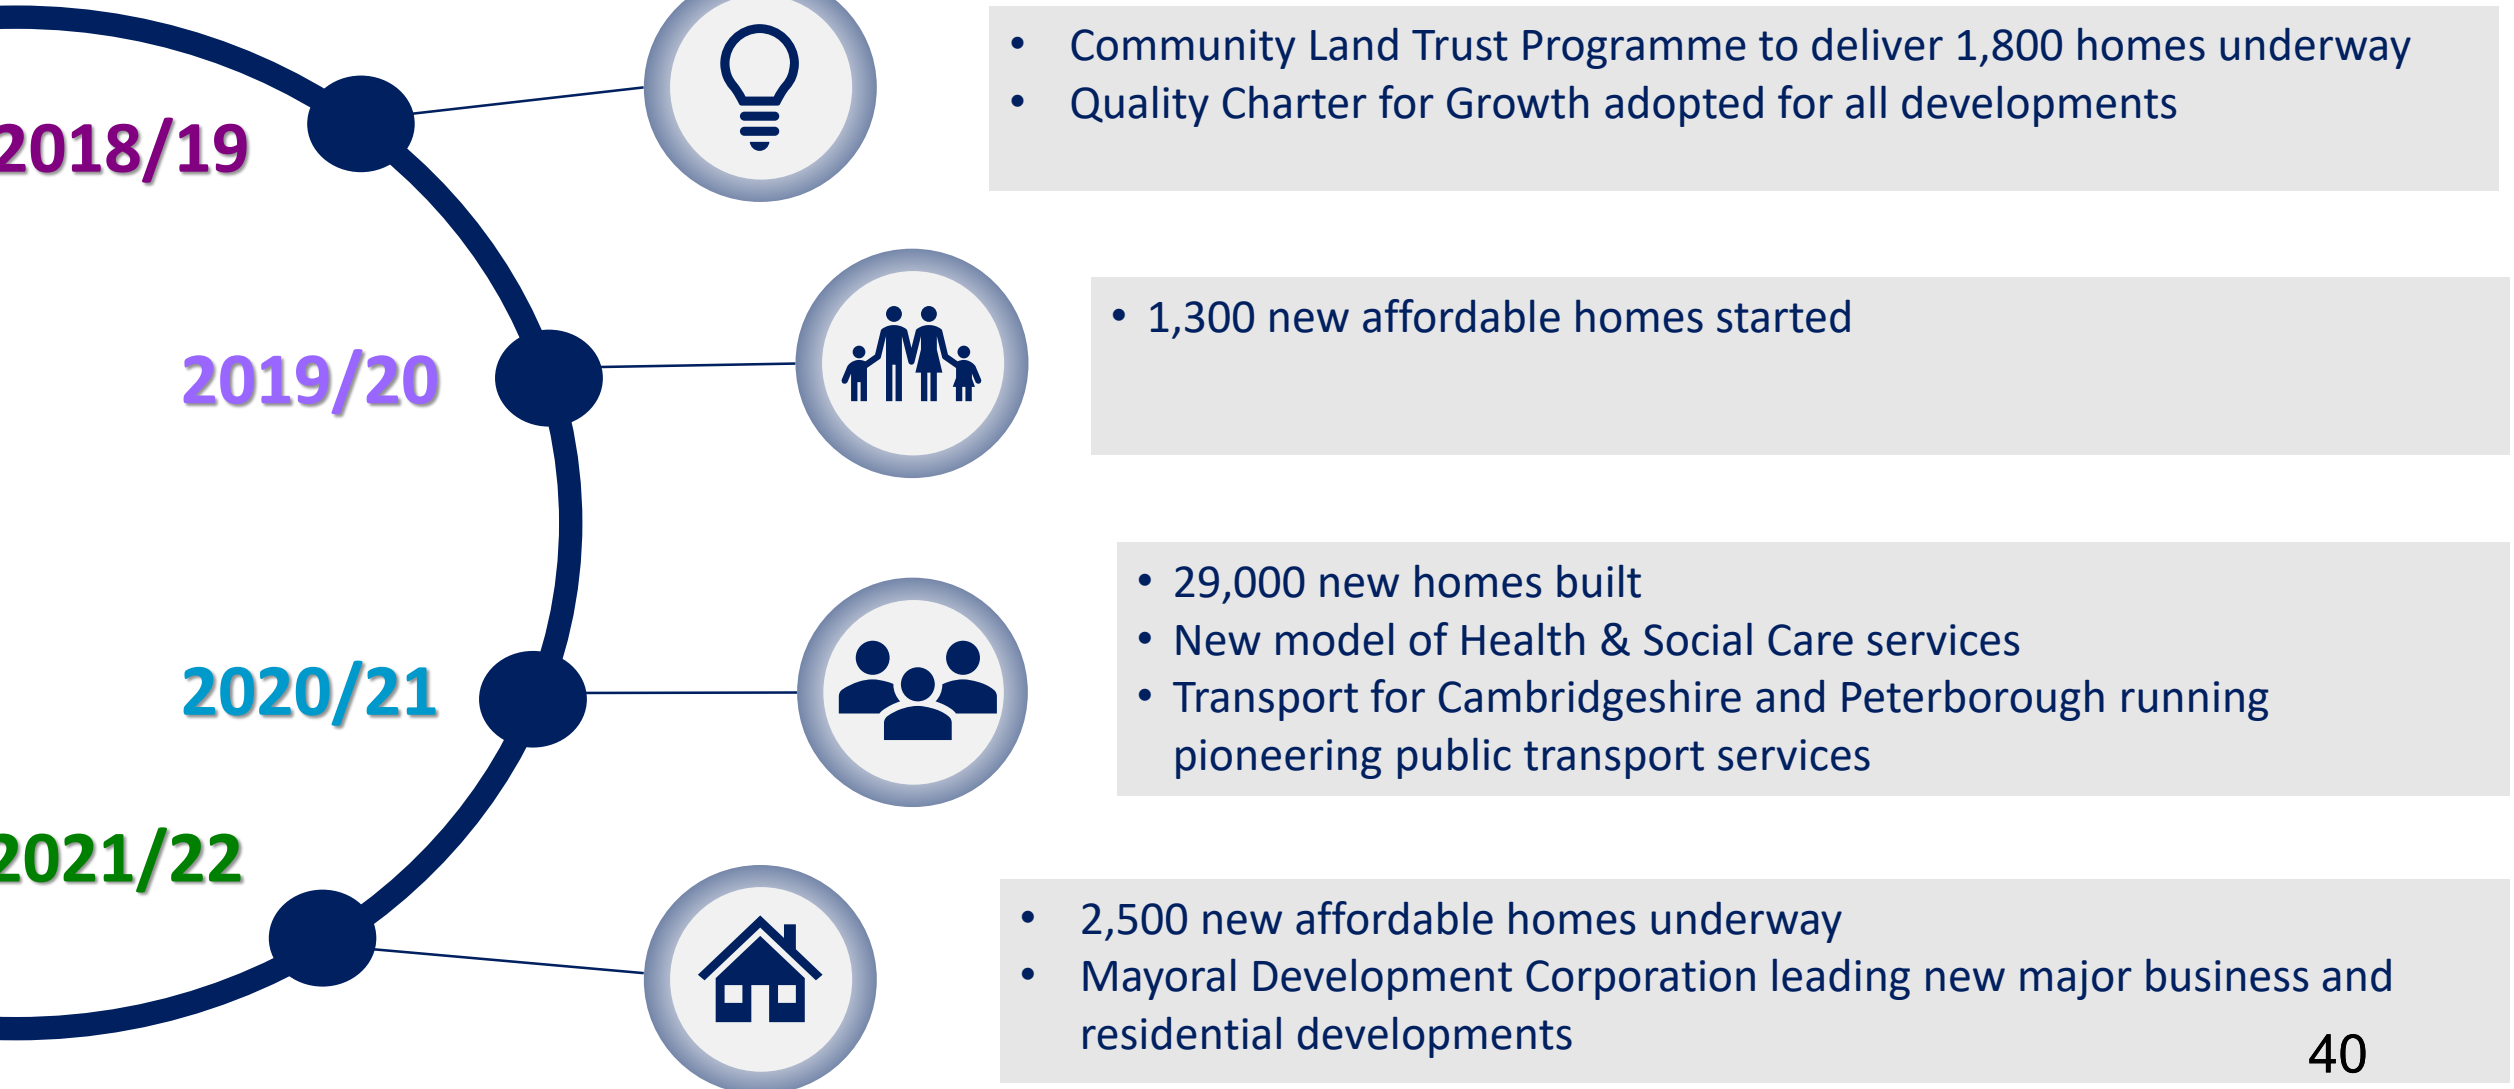 2018/19
• Community Land Trust Programme to deliver 1,800 homes underway
• Quality Charter for Growth adopted for all developments
2019/20
• 1,300 new affordable homes started
2020/21
• 29,000 new homes built
• New model of Health & Social Care services
• Transport for Cambridgeshire and Peterborough running
pioneering public transport services
2021/22
• 2,500 new affordable homes underway
• Mayoral Development Corporation leading new major business and
residential developments
40